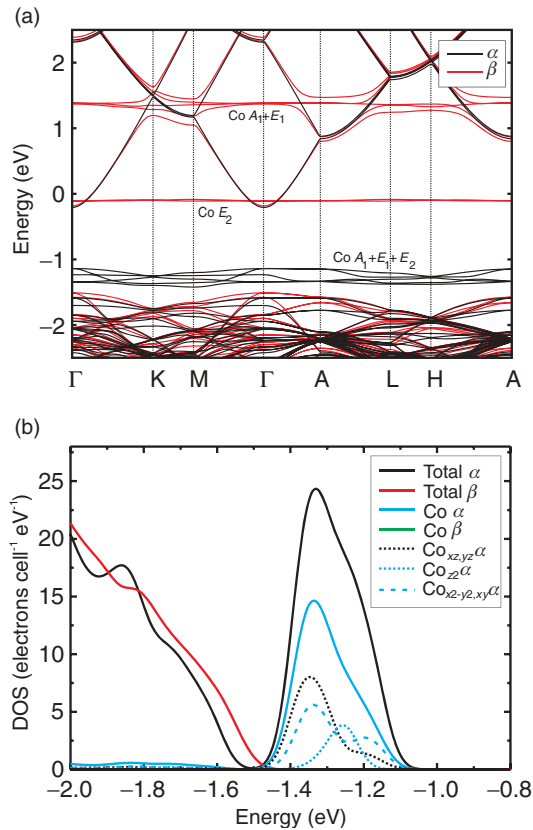 (a)
Energy (eV)
2
1
0
−1
−2
α
β
Co A1+E1
Co E2
Co A1+E1+E2
Γ K M Γ A L H A
(b)
DOS (electrons cell-1 eV-1)
25
20
15
10
5
0
Total α
Total β
Co α
Co β
Coxz,yzα
Coz2α
Cox2-y2,xyα
−2.0 −1.8 −1.6 −1.4 −1.2 −1.0 −0.8
Energy (eV)